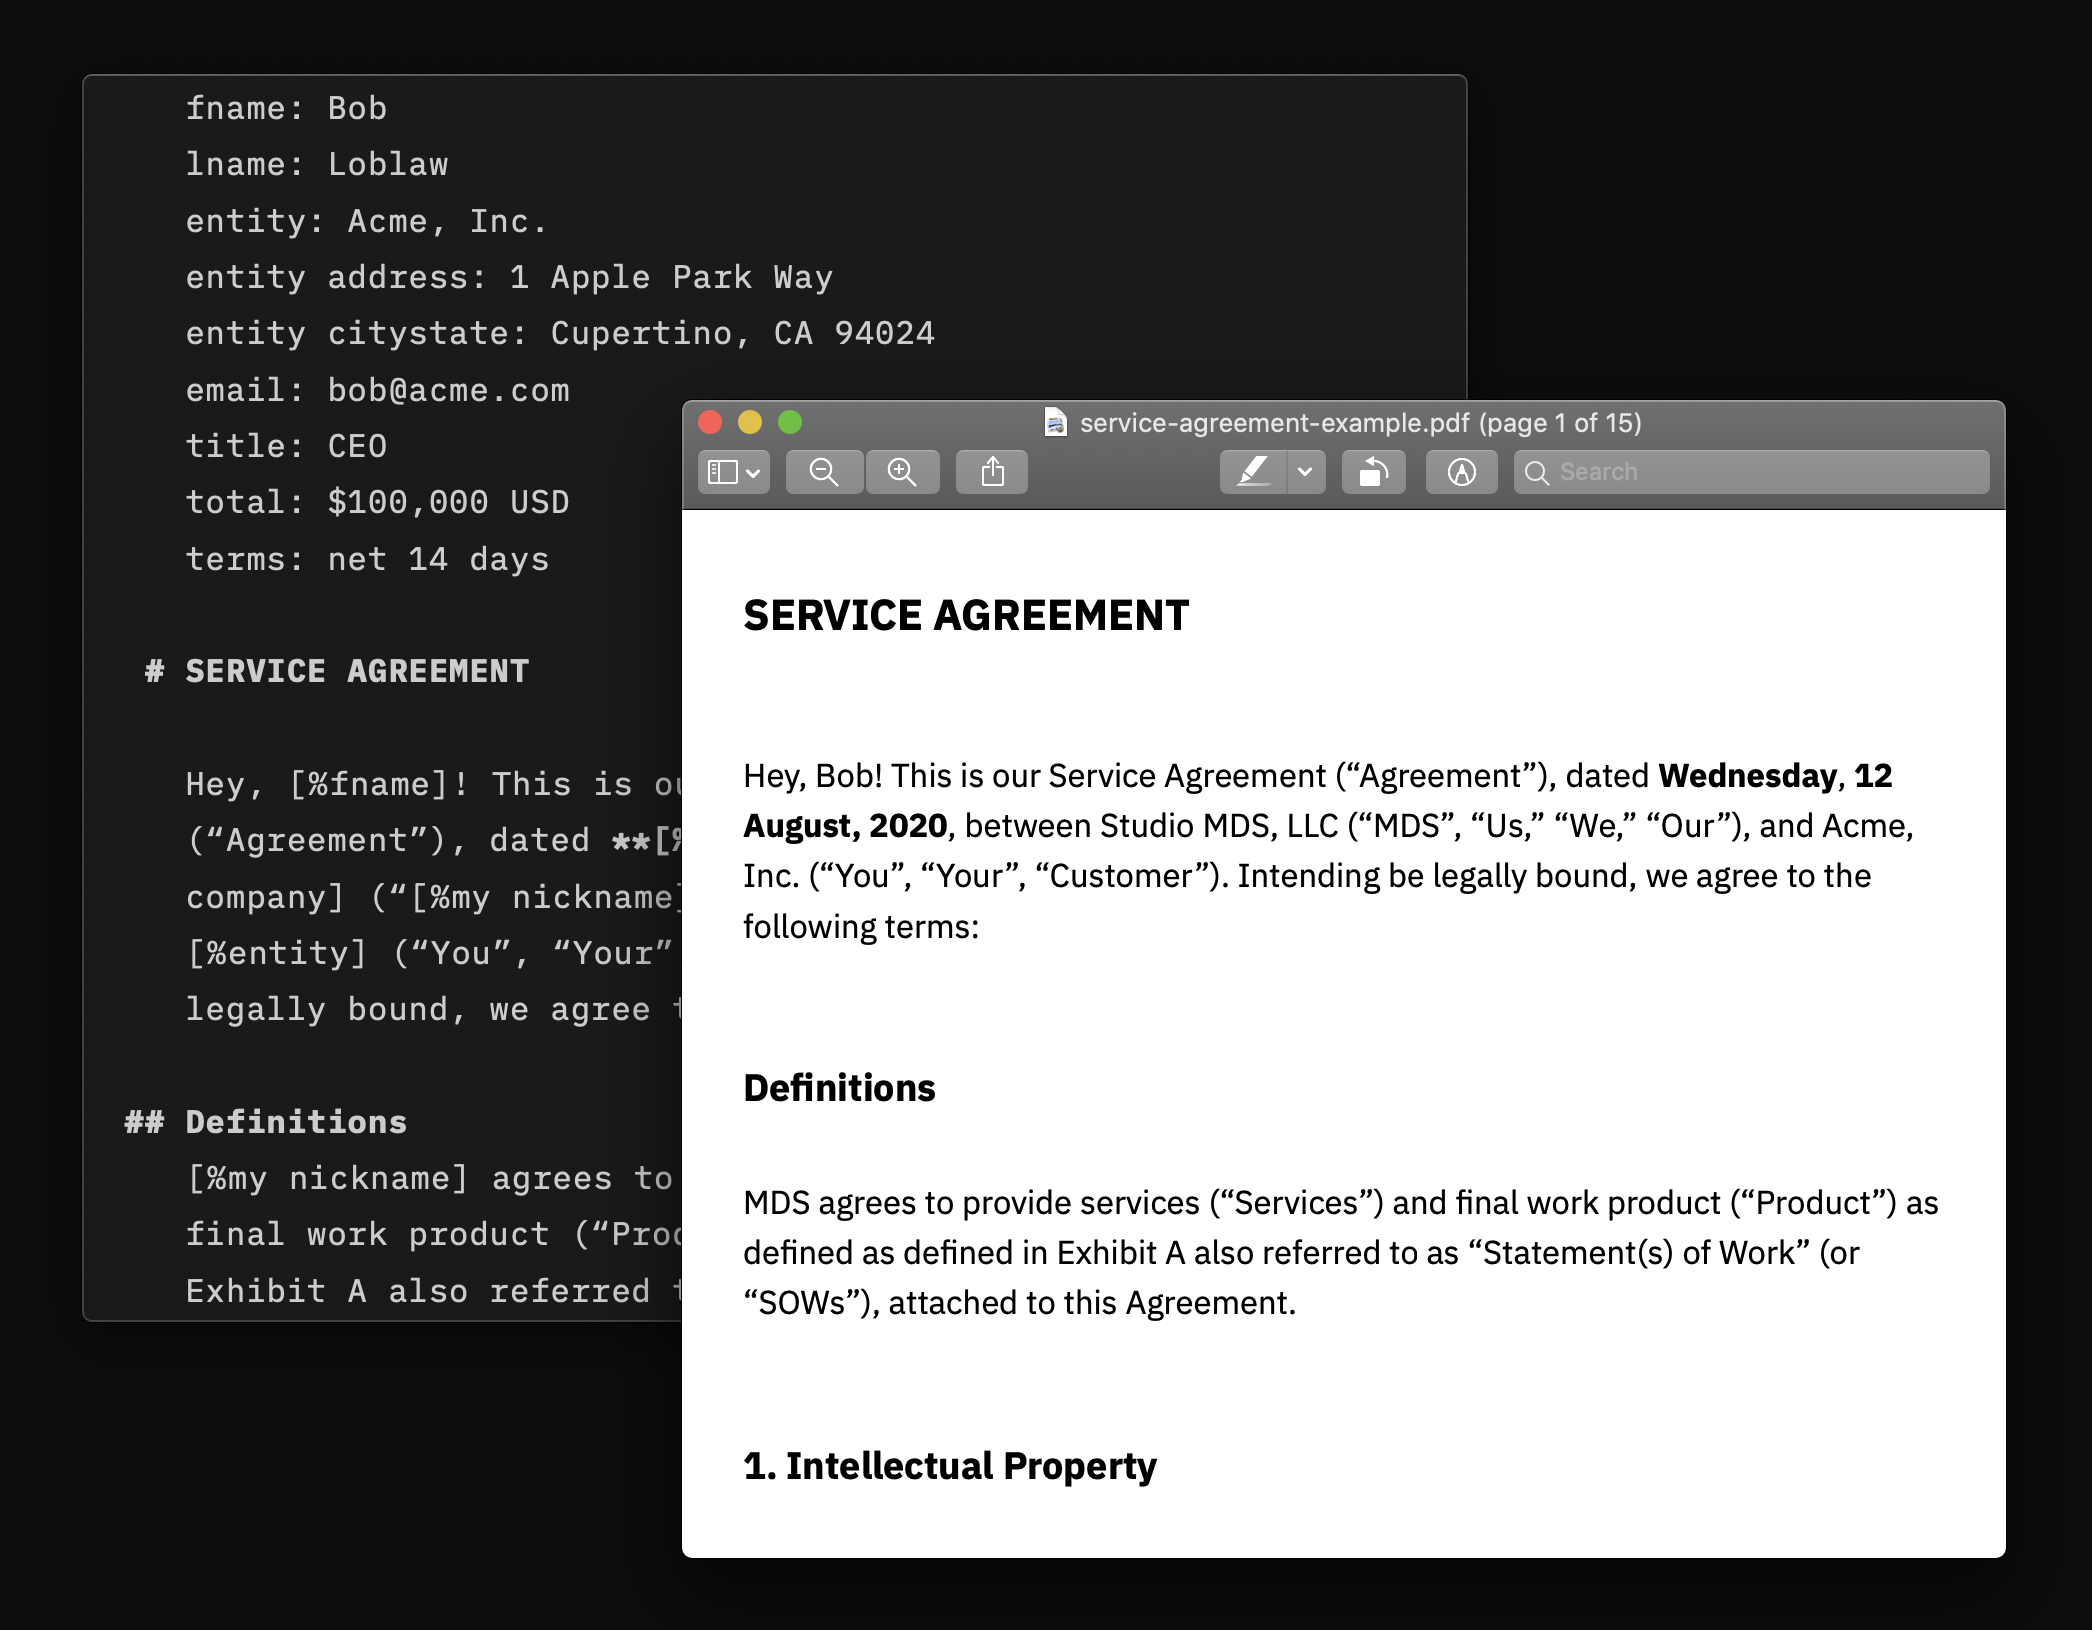 fname: Bob
lname: Loblaw
entity: Acme, Inc.
entity address: 1 Apple Park Way
entity citystate: Cupertino, CA 94024
email: bob@acme.com
title: CEO
total: $100,000 USD
terms: net 14 days
# SERVICE AGREEMENT
Hey, [%fname]! This is
(“Agreement”), dated **[%
company] (“[%my nickname]
[%entity] (“You”, “Your”
legally bound, we agree
## Definitions
[%my nickname] agrees to
final work product (“Prod
Exhibit A also referred
service-agreement-example.pdf (page 1 of 15)
Search
SERVICE AGREEMENT
Hey, Bob! This is our Service Agreement (“Agreement”), dated Wednesday, 12
August, 2020, between Studio MDS, LLC (“MDS”, “Us,” “We,” “Our”), and Acme,
Inc. (“You”, “Your”, “Customer”). Intending be legally bound, we agree to the
following terms:
Definitions
MDS agrees to provide services (“Services”) and final work product (“Product”) as
defined as defined in Exhibit A also referred to as “Statement(s) of Work” (or
“SOWs”), attached to this Agreement.
1. Intellectual Property